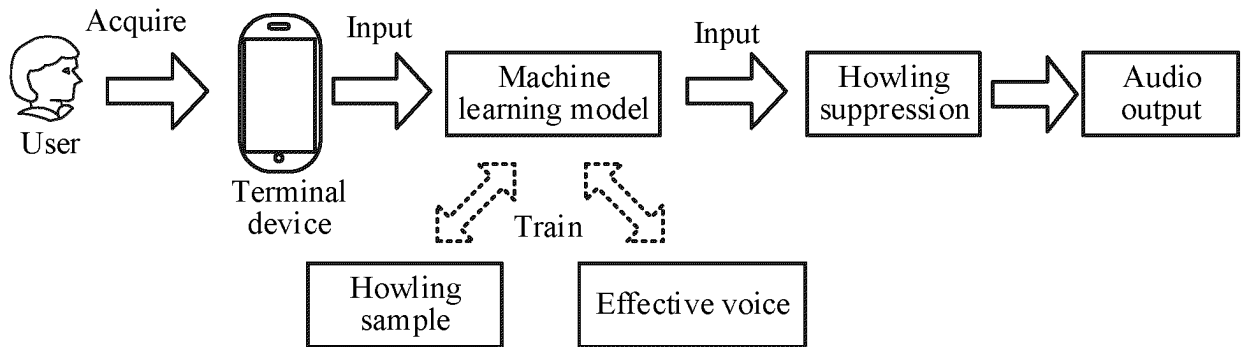 Acquire
Input
Input
User
Terminal
device
Machine
learning model
Howling
suppression
Audio
output
Train
Howling
sample
Effective voice